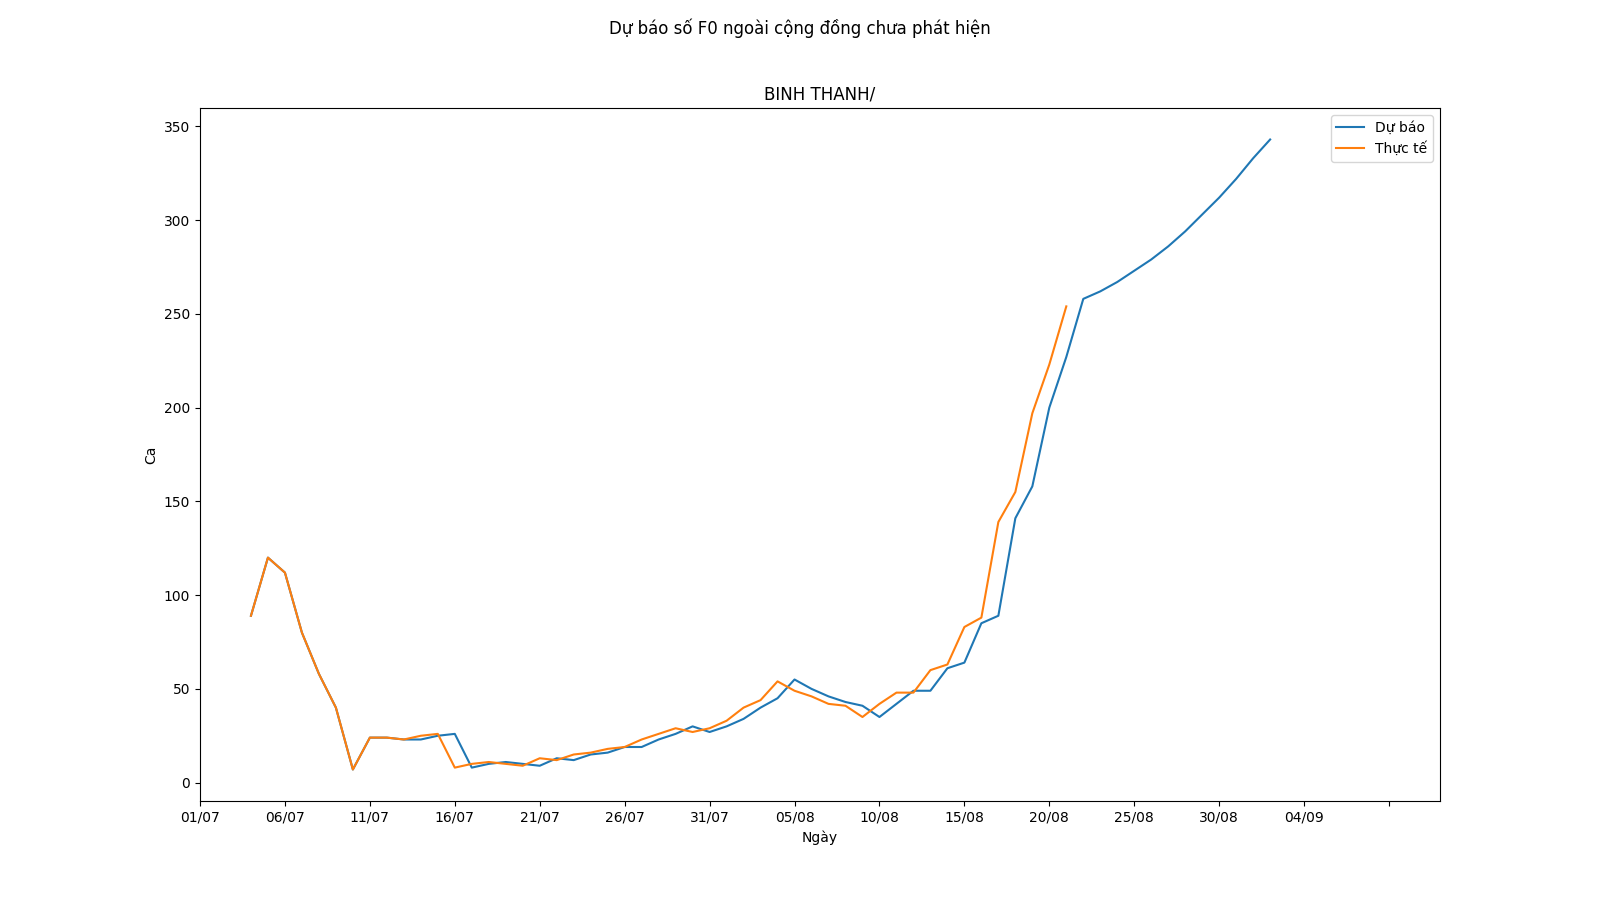 Dự báo số F0 ngoài cộng đồng chưa phát hiện
BINH THANH/
Dự báo
Thực tế
350
300
250
200
150
100
50
0
Ca
01/07 06/07 11/07 16/07 21/07 26/07 31/07 05/08 10/08 15/08 20/08 25/08 30/08 04/09
Ngày